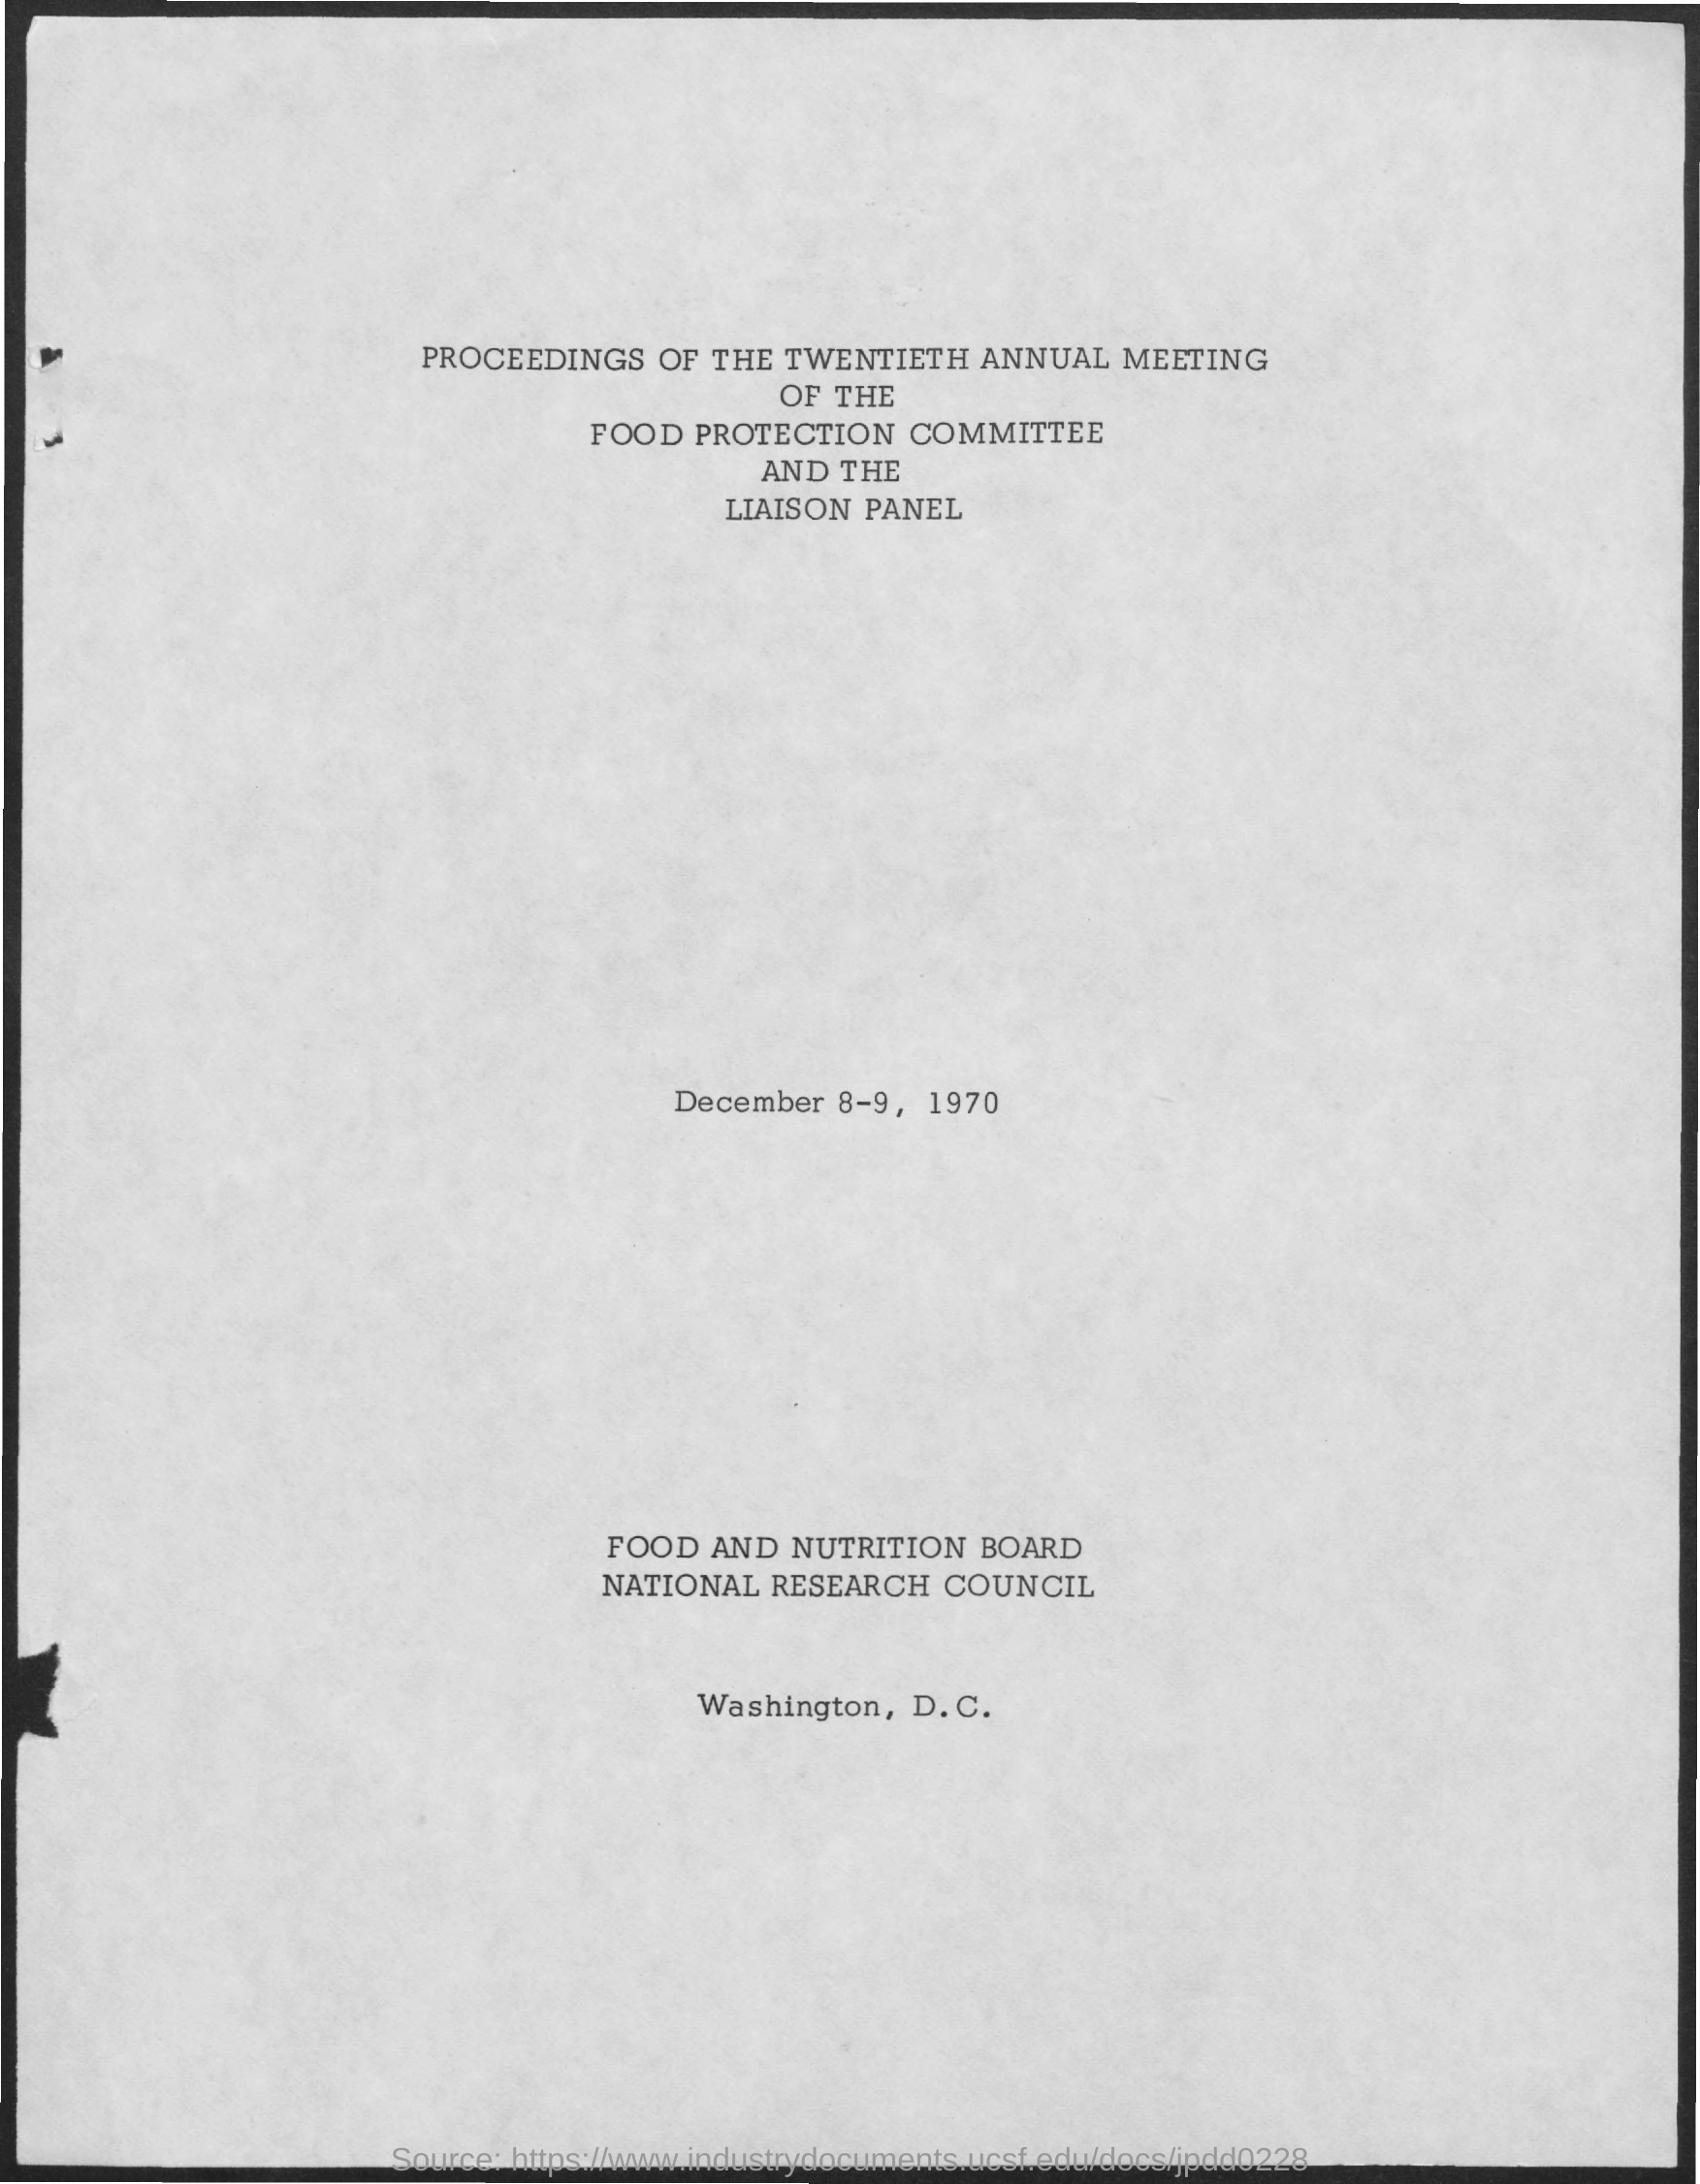 PROCEEDINGS OF THE TWENTIETH ANNUAL MEETING
OF THE
FOOD PROTECTION COMMITTEE
AND THE
LIAISON PANEL
December 8-9, 1970
FOOD AND NUTRITION BOARD
NATIONAL RESEARCH COUNCIL
Washington, D.C.
Source: https://www.industrydocuments.ucsf.edu/docs/jpdd0228